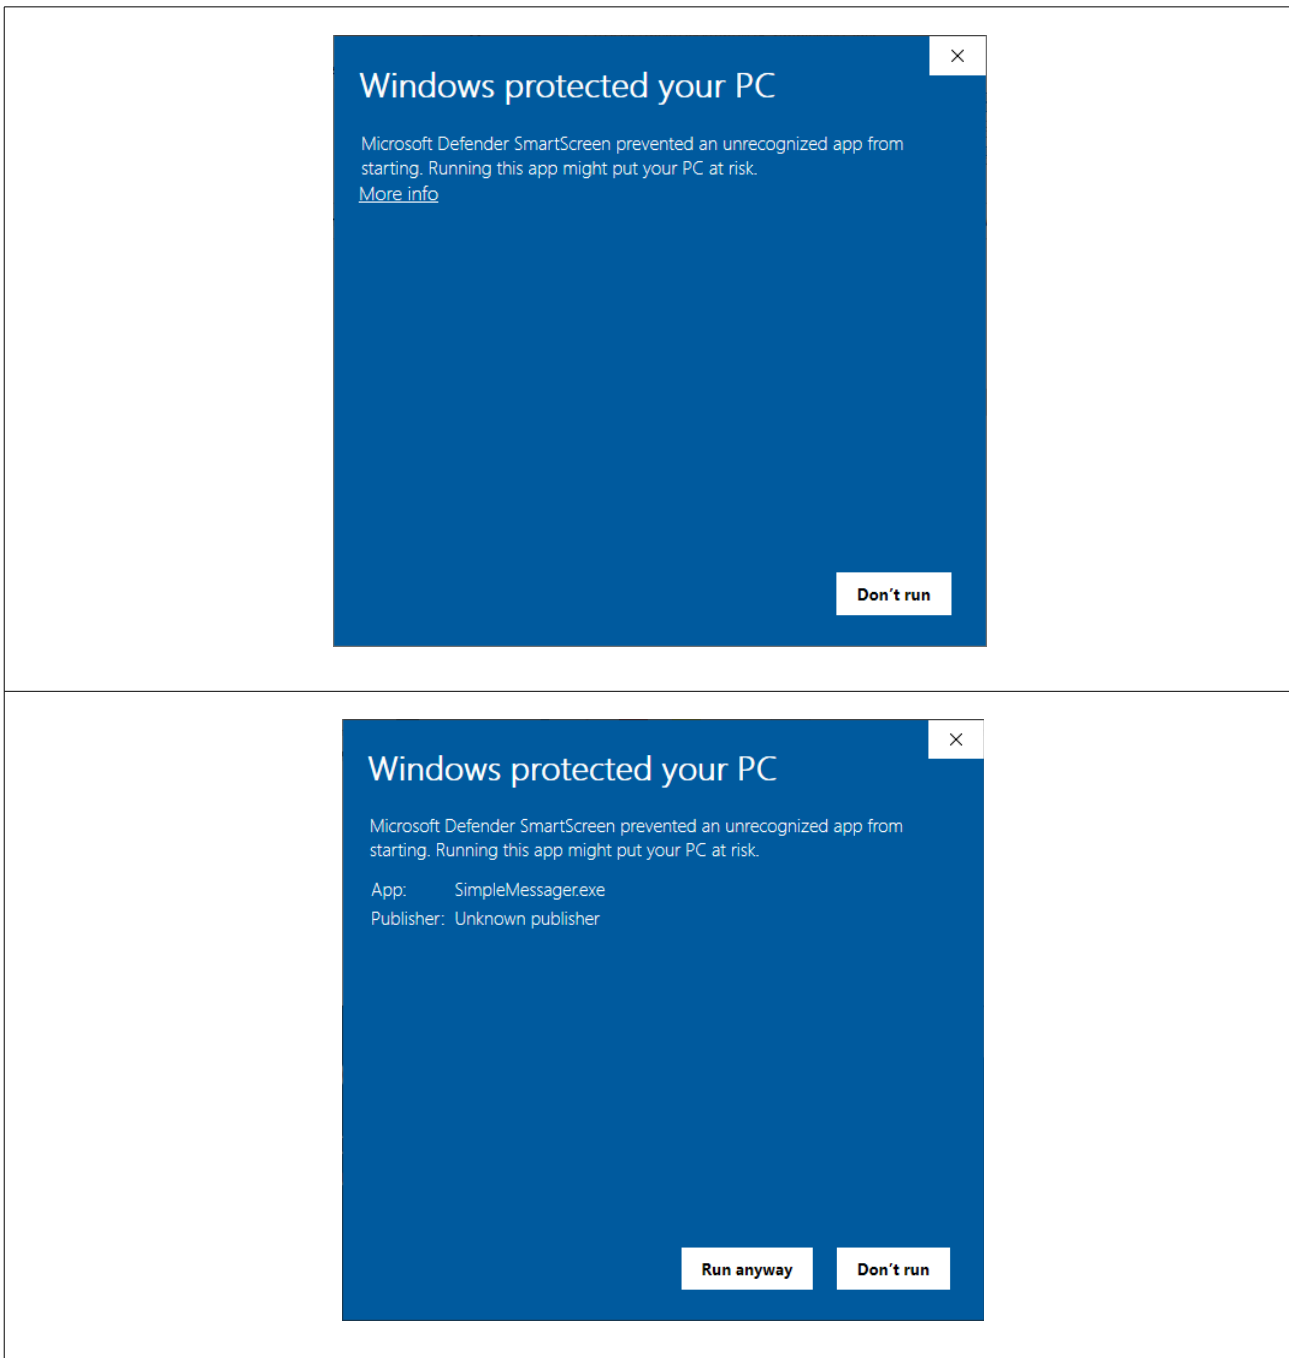 Windows protected your PC
Microsoft Defender SmartScreen prevented an unrecognized app from
starting. Running this app might put your PC at risk.
More info
Don't run
Windows protected your PC
Microsoft Defender SmartScreen prevented an unrecognized app from
starting. Running this app might put your PC at risk.
App: SimpleMessager.exe
Publisher: Unknown publisher
Run anyway Don't run